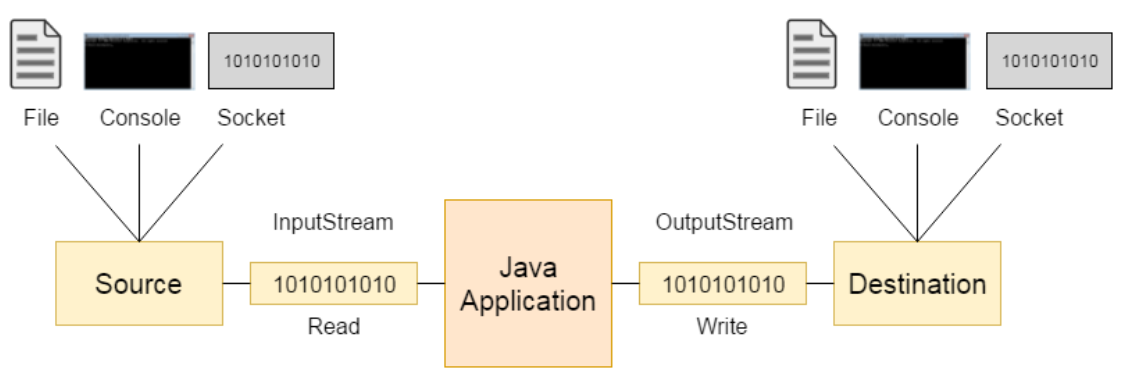 1010101010
1010101010
File Console Socket
File Console Socket
InputStream
OutputStream
Source
1010101010
Java
Application
1010101010
Destination
Read
Write